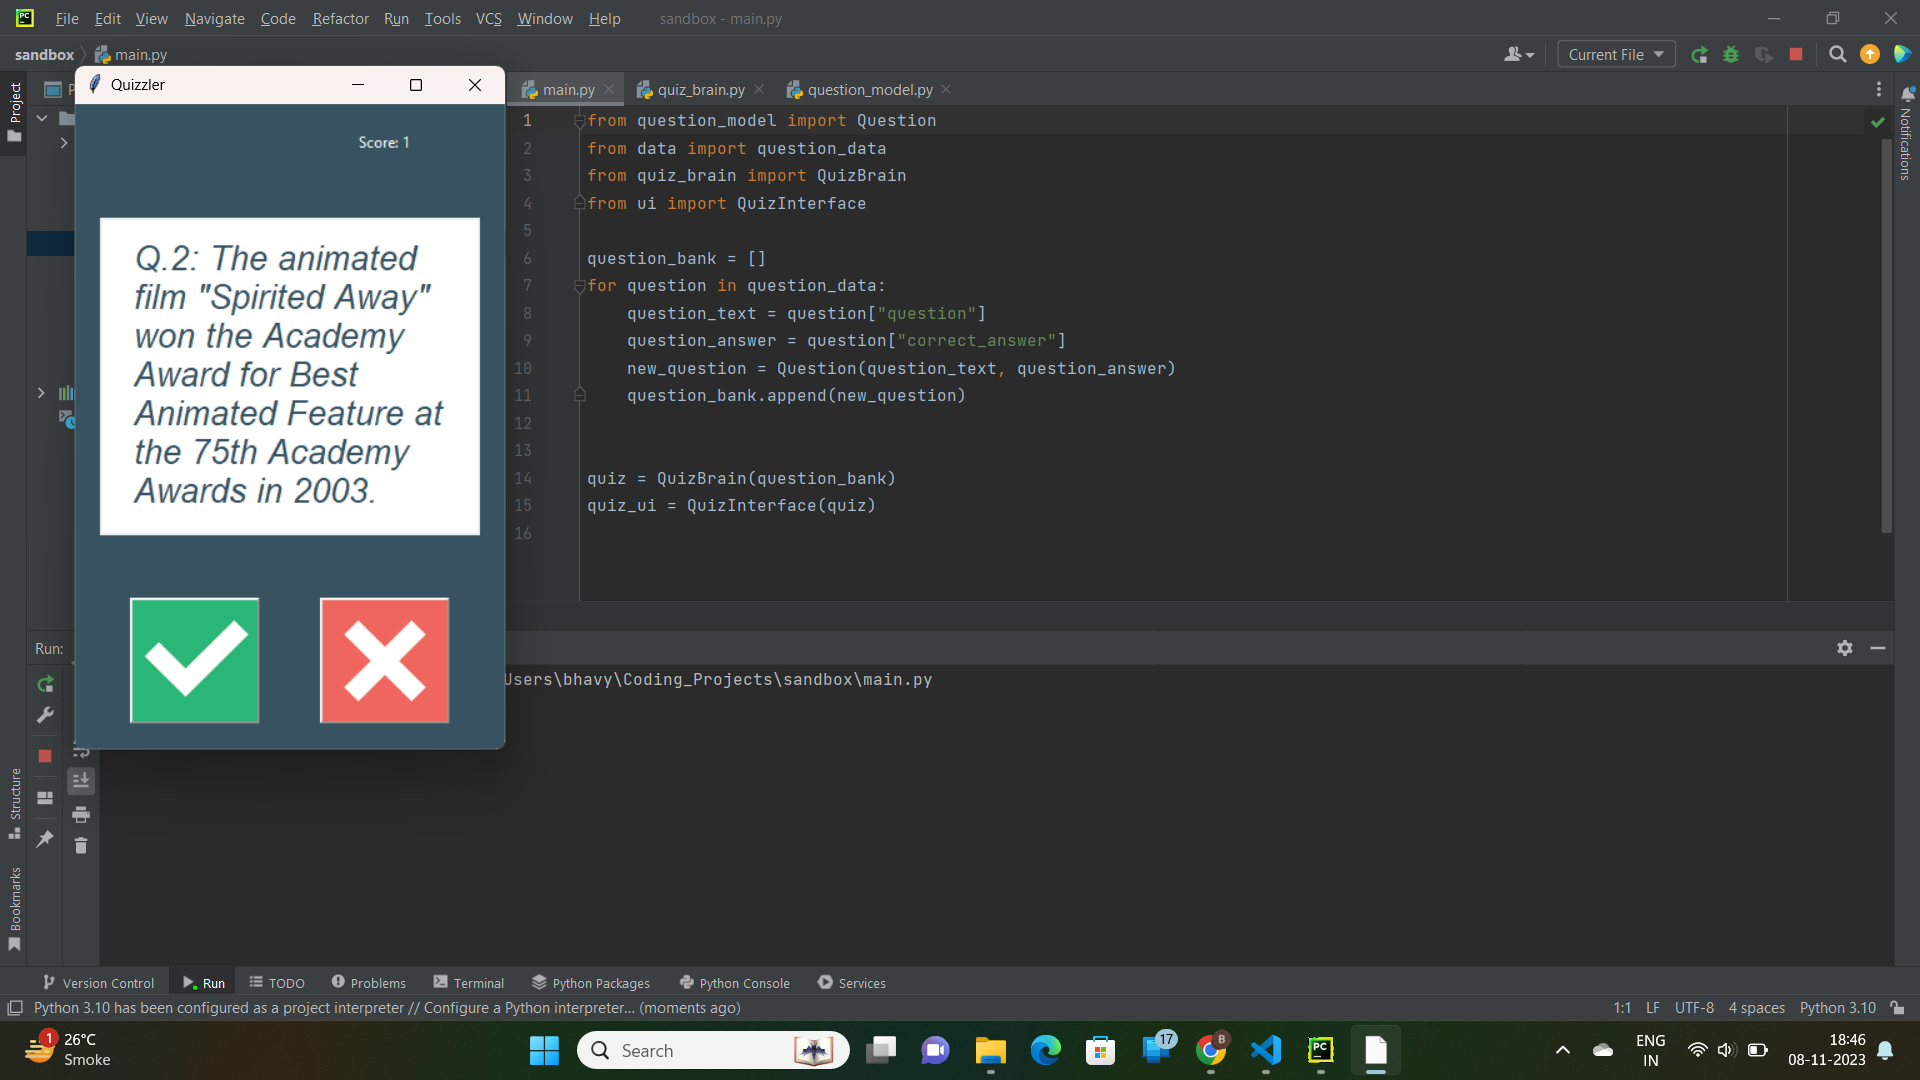 PC
File Edit View Navigate Code Refactor Run Tools VCS Window Help sandbox - main.py
sandbox main.py Current File
Quizzler
Score: 1
Q.2: The animated
film "Spirited Away"
won the Academy
Award for Best
Animated Feature at
the 75th Academy
Awards in 2003.
Project
P
main.py quiz_brain.py question_model.py
1 from question_model import Question
2 from data import question_data
3 from quiz_brain import QuizBrain
4 from ui import QuizInterface
5
6 question_bank = []
7 for question in question_data:
8 question_text = question["question"]
9 question_answer = question["correct_answer"]
10 new_question = Question(question_text, question_answer)
11 question_bank.append(new_question)
12
13
14 quiz = QuizBrain(question_bank)
15 quiz_ui = QuizInterface(quiz)
16
Notifications
Run:
Users\bhavy\Coding_Projects\sandbox\main.py
Structure
Bookmarks
Version Control Run TODO Problems Terminal Python Packages Python Console Services
Python 3.10 has been configured as a project interpreter // Configure a Python interpreter... (moments ago) 1:1 LF UTF-8 4 spaces Python 3.10
1 26°C
Smoke
Search
17
B
PC
ENG
IN
18:46
08-11-2023